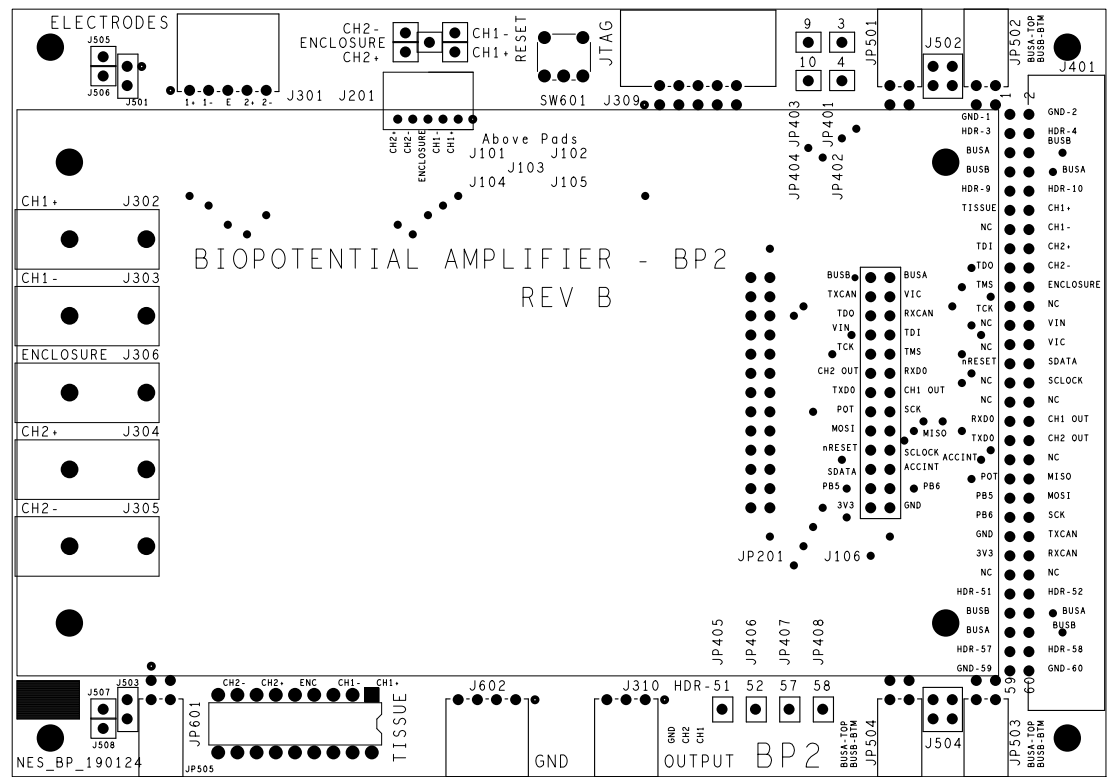 ELECTRODES
J505
J506
J501
1+ 1- E 2+ 2-
J301
CH2-
ENCLOSURE
CH2+
CH1-
CH1+
RESET
J201
CH2+
CH2-
ENCLOSURE
CH1-
CH1+
SW601
JTAG
J309
Above Pads
J101
J102
J103
J104
J105
9
3
10
4
JP403
JP401
JP404
JP402
JP501
J502
JP502
BUSA-TOP
BUSB-BTM
J401
1
2
CH1+ J302
CH1- J303
ENCLOSURE J306
CH2+ J304
CH2- J305
BIOPOTENTIAL AMPLIFIER - BP2
REV B
BUSB BUSA
TXCAN VIC
TDO RXCAN
VIN TDI
TCK TMS
CH2 OUT RXD0
TXD0 CH1 OUT
POT SCK
MOSI MISO
nRESET SCLOCK
SDATA ACCINT
PB5 PB6
3V3 GND
JP201
J106
GND-1 GND-2
HDR-3 HDR-4
BUSA BUSB
BUSB BUSA
HDR-9 HDR-10
TISSUE CH1+
NC CH1-
TDI CH2+
TDO CH2-
TMS ENCLOSURE
TCK NC
NC VIN
NC VIC
nRESET SDATA
NC SCLOCK
NC NC
RXD0 CH1 OUT
TXD0 CH2 OUT
ACCINT NC
POT MISO
PB5 MOSI
PB6 SCK
GND TXCAN
3V3 RXCAN
NC NC
HDR-51 HDR-52
BUSB BUSA
BUSA BUSB
HDR-57 HDR-58
GND-59 GND-60
59
60
JP405
JP406
JP407
JP408
HDR-51 52 57 58
J507
J508
J503
NES_BP_190124
JP505
JP601
CH2- CH2+ ENC CH1- CH1+
TISSUE
J602
GND
J310
GND
CH2
CH1
OUTPUT
BP2
BUSA-TOP
BUSB-BTM
JP504
J504
JP503
BUSA-TOP
BUSB-BTM